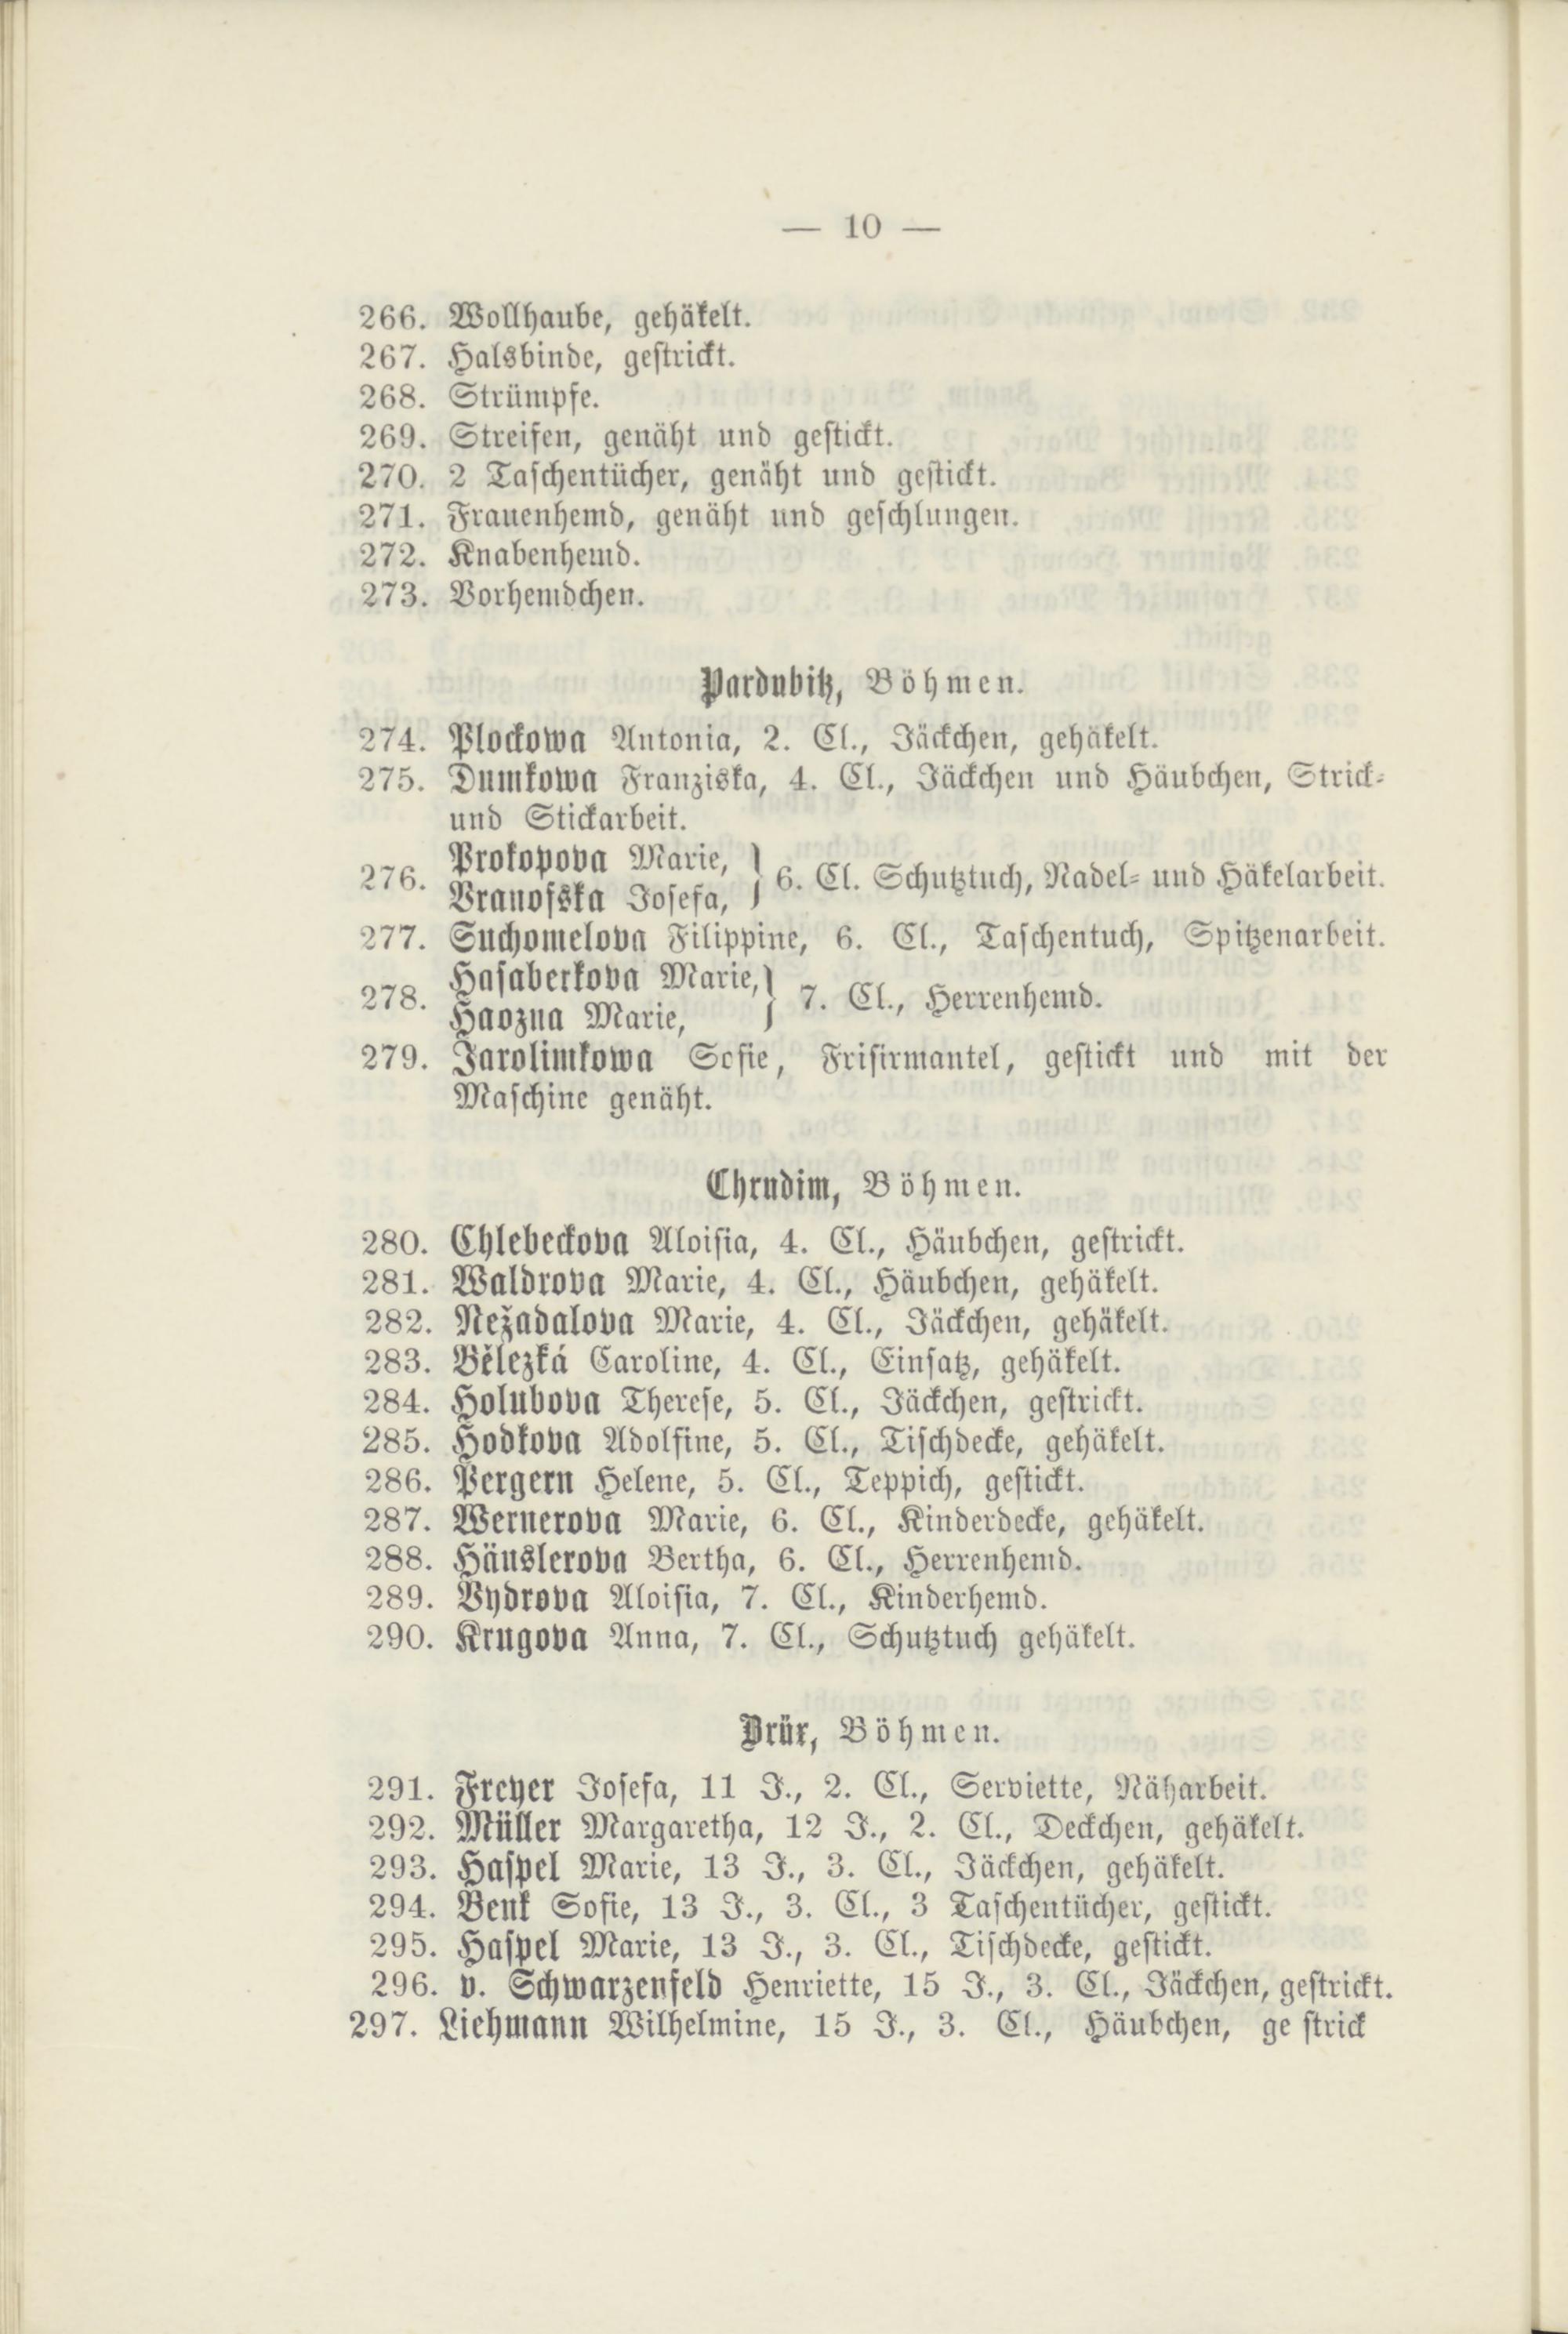 — 10 —
266. Wollhaube, gehäkelt.
267. Halsbinde, gestrickt.
268. Strümpfe.
269. Streifen, genäht und gestickt.
270. 2 Taschentücher, genäht und gestickt.
271. Frauenhemd, genäht und geschlungen.
272. Knabenhemd.
273. Vorhemdchen.
Pardubitz, Böhmen.
274. Plockowa Antonia, 2. Cl., Jäckchen, gehäkelt.
275. Dumkowa Franziska, 4. Cl., Jäckchen und Häubchen, Strick-
und Stickarbeit.
276. Prokopova Marie, Vranofska Josefa, } 6. Cl. Schutztuch, Nadel- und Häkelarbeit.
277. Suchomelova Filippine, 6. Cl., Taschentuch, Spitzenarbeit.
278. Hasaberkova Marie, Haozna Marie, } 7. Cl., Herrenhemd.
279. Jarolimkowa Sofie, Frisirmantel, gestickt und mit der
Maschine genäht.
Chrudim, Böhmen.
280. Chlebeckova Aloisia, 4. Cl., Häubchen, gestrickt.
281. Waldrova Marie, 4. Cl., Häubchen, gehäkelt.
282. Nežadalova Marie, 4. Cl., Jäckchen, gehäkelt.
283. Bělezká Caroline, 4. Cl., Einsatz, gehäkelt.
284. Holubova Therese, 5. Cl., Jäckchen, gestrickt.
285. Hodkova Adolfine, 5. Cl., Tischdecke, gehäkelt.
286. Pergern Helene, 5. Cl., Teppich, gestickt.
287. Wernerova Marie, 6. Cl., Kinderdecke, gehäkelt.
288. Häuslerova Bertha, 6. Cl., Herrenhemd.
289. Vydrova Aloisia, 7. Cl., Kinderhemd.
290. Krugova Anna, 7. Cl., Schutztuch gehäkelt.
Brüx, Böhmen.
291. Freyer Josefa, 11 J., 2. Cl., Serviette, Näharbeit.
292. Müller Margaretha, 12 J., 2. Cl., Deckchen, gehäkelt.
293. Haspel Marie, 13 J., 3. Cl., Jäckchen, gehäkelt.
294. Benk Sofie, 13 J., 3. Cl., 3 Taschentücher, gestickt.
295. Haspel Marie, 13 J., 3. Cl., Tischdecke, gestickt.
296. v. Schwarzenfeld Henriette, 15 J., 3. Cl., Jäckchen, gestrickt.
297. Liehmann Wilhelmine, 15 J., 3. Cl., Häubchen, ge strick